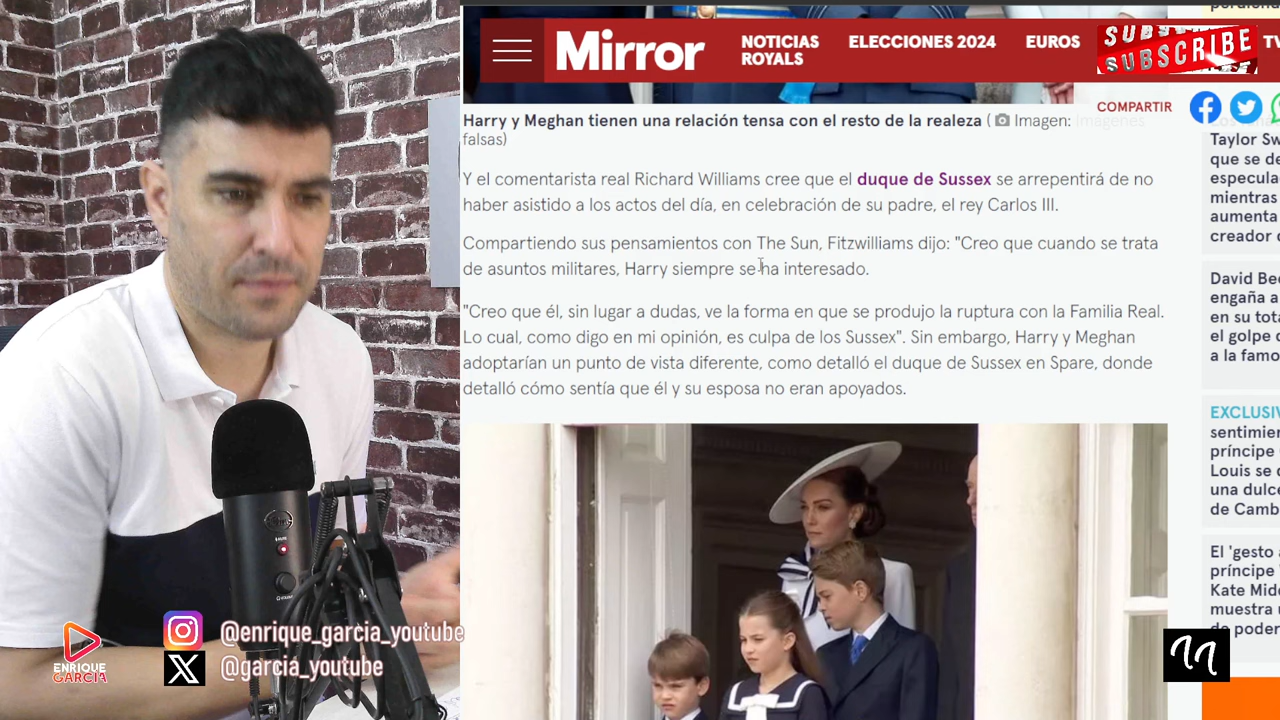 perdiend
Mirror
NOTICIAS
ROYALS
ELECCIONES 2024
EUROS
SUBSCRIBE
SUBSCRIBE
TV
COMPARTIR
Harry y Meghan tienen una relación tensa con el resto de la realeza ( Imagen: Imágenes
falsas)
Y el comentarista real Richard Williams cree que el duque de Sussex se arrepentirá de no
haber asistido a los actos del día, en celebración de su padre, el rey Carlos III.
Compartiendo sus pensamientos con The Sun, Fitzwilliams dijo: "Creo que cuando se trata
de asuntos militares, Harry siempre se ha interesado.
"Creo que él, sin lugar a dudas, ve la forma en que se produjo la ruptura con la Familia Real.
Lo cual, como digo en mi opinión, es culpa de los Sussex". Sin embargo, Harry y Meghan
adoptarían un punto de vista diferente, como detalló el duque de Sussex en Spare, donde
detalló cómo sentía que él y su esposa no eran apoyados.
Taylor Sw
que se de
especula
mientras
aumenta
creador d
David Bec
engaña a
en su tota
el golpe d
a la famo
EXCLUSIV
sentimier
príncipe
Louis se d
una dulce
de Camb
El 'gesto
príncipe
Kate Mid
muestra
de poder
ENRIQUE
GARCIA
@enrique_garcia_youtube
@garcia_youtube